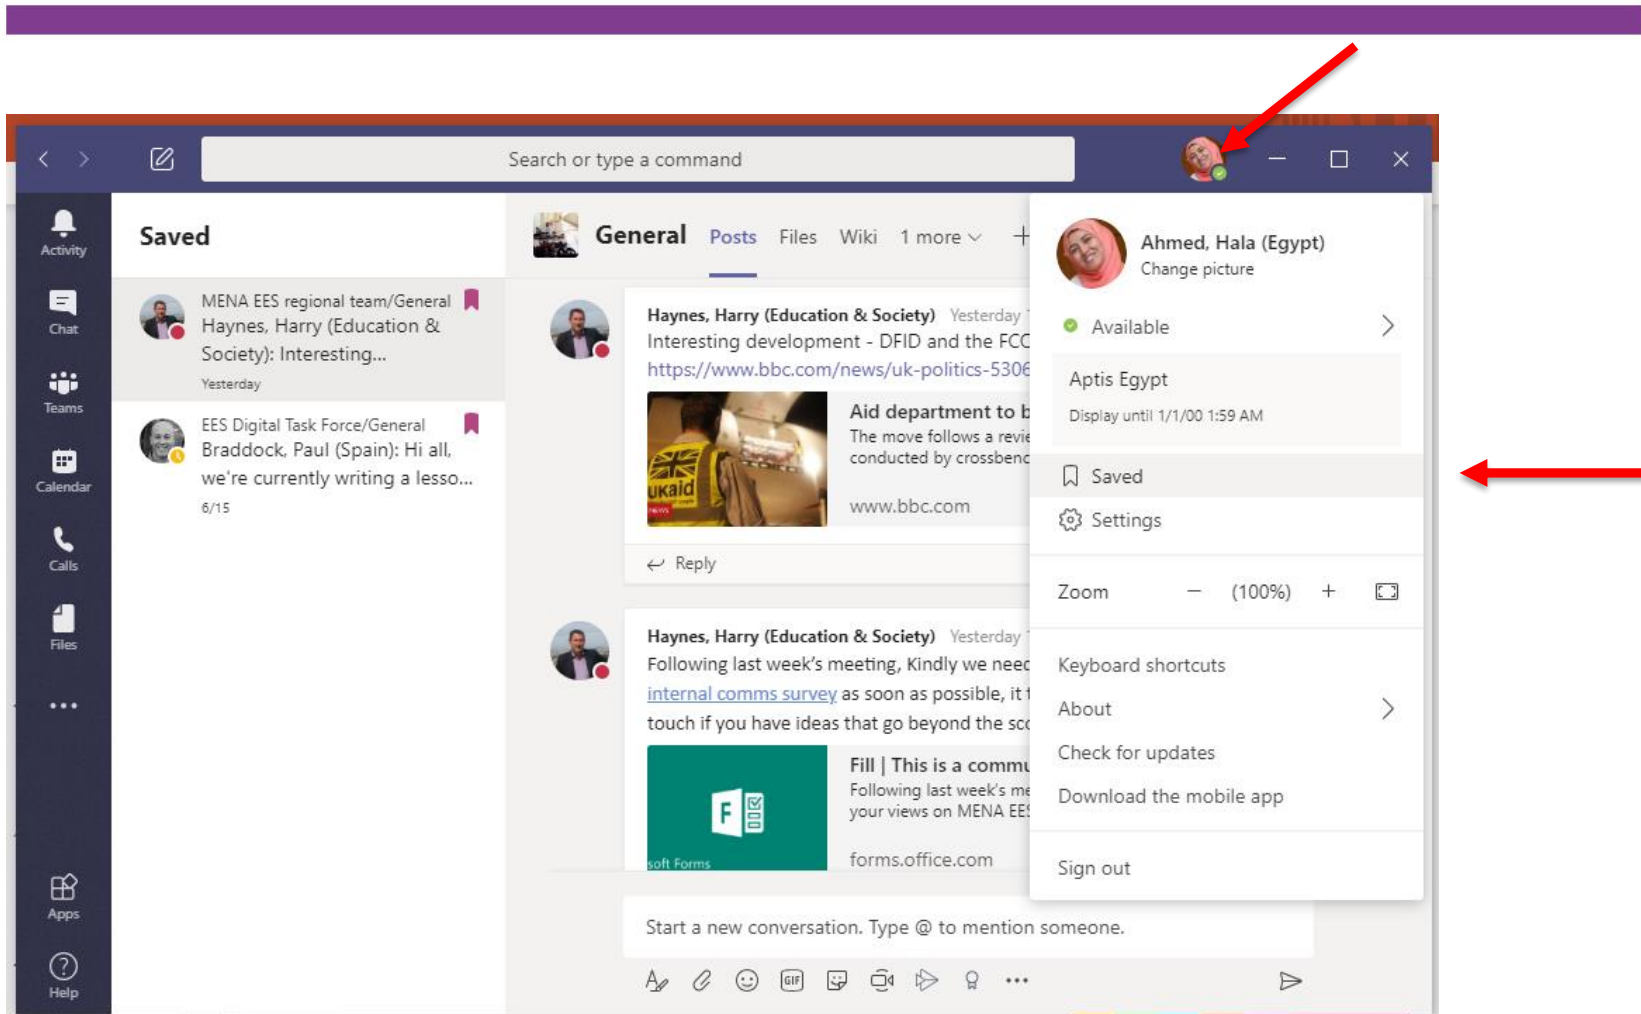 Search or type a command
Activity
Chat
Teams
Calendar
Calls
Files
Apps
Help
Saved
MENA EES regional team/General
Haynes, Harry (Education &
Society): Interesting...
Yesterday
EES Digital Task Force/General
Braddock, Paul (Spain): Hi all,
we're currently writing a lesso...
6/15
General Posts Files Wiki 1 more
Haynes, Harry (Education & Society) Yesterday
Interesting development - DFID and the FCC
https://www.bbc.com/news/uk-politics-5306
ukaid
NEWS
Aid department to b
The move follows a revie
conducted by crossbenc
www.bbc.com
Reply
Haynes, Harry (Education & Society) Yesterday
Following last week's meeting, Kindly we need
internal comms survey as soon as possible, it t
touch if you have ideas that go beyond the sco
F
soft Forms
Fill | This is a commu
Following last week's me
your views on MENA EES
forms.office.com
Start a new conversation. Type @ to mention someone.
GIF
Ahmed, Hala (Egypt)
Change picture
Available
Aptis Egypt
Display until 1/1/00 1:59 AM
Saved
Settings
Zoom — (100%) +
Keyboard shortcuts
About
Check for updates
Download the mobile app
Sign out